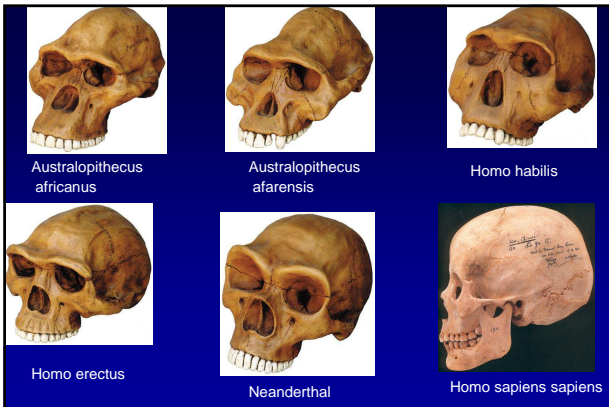 Australopithecus
africanus
Australopithecus
afarensis
Homo habilis
Homo erectus
Neanderthal
Homo sapiens sapiens